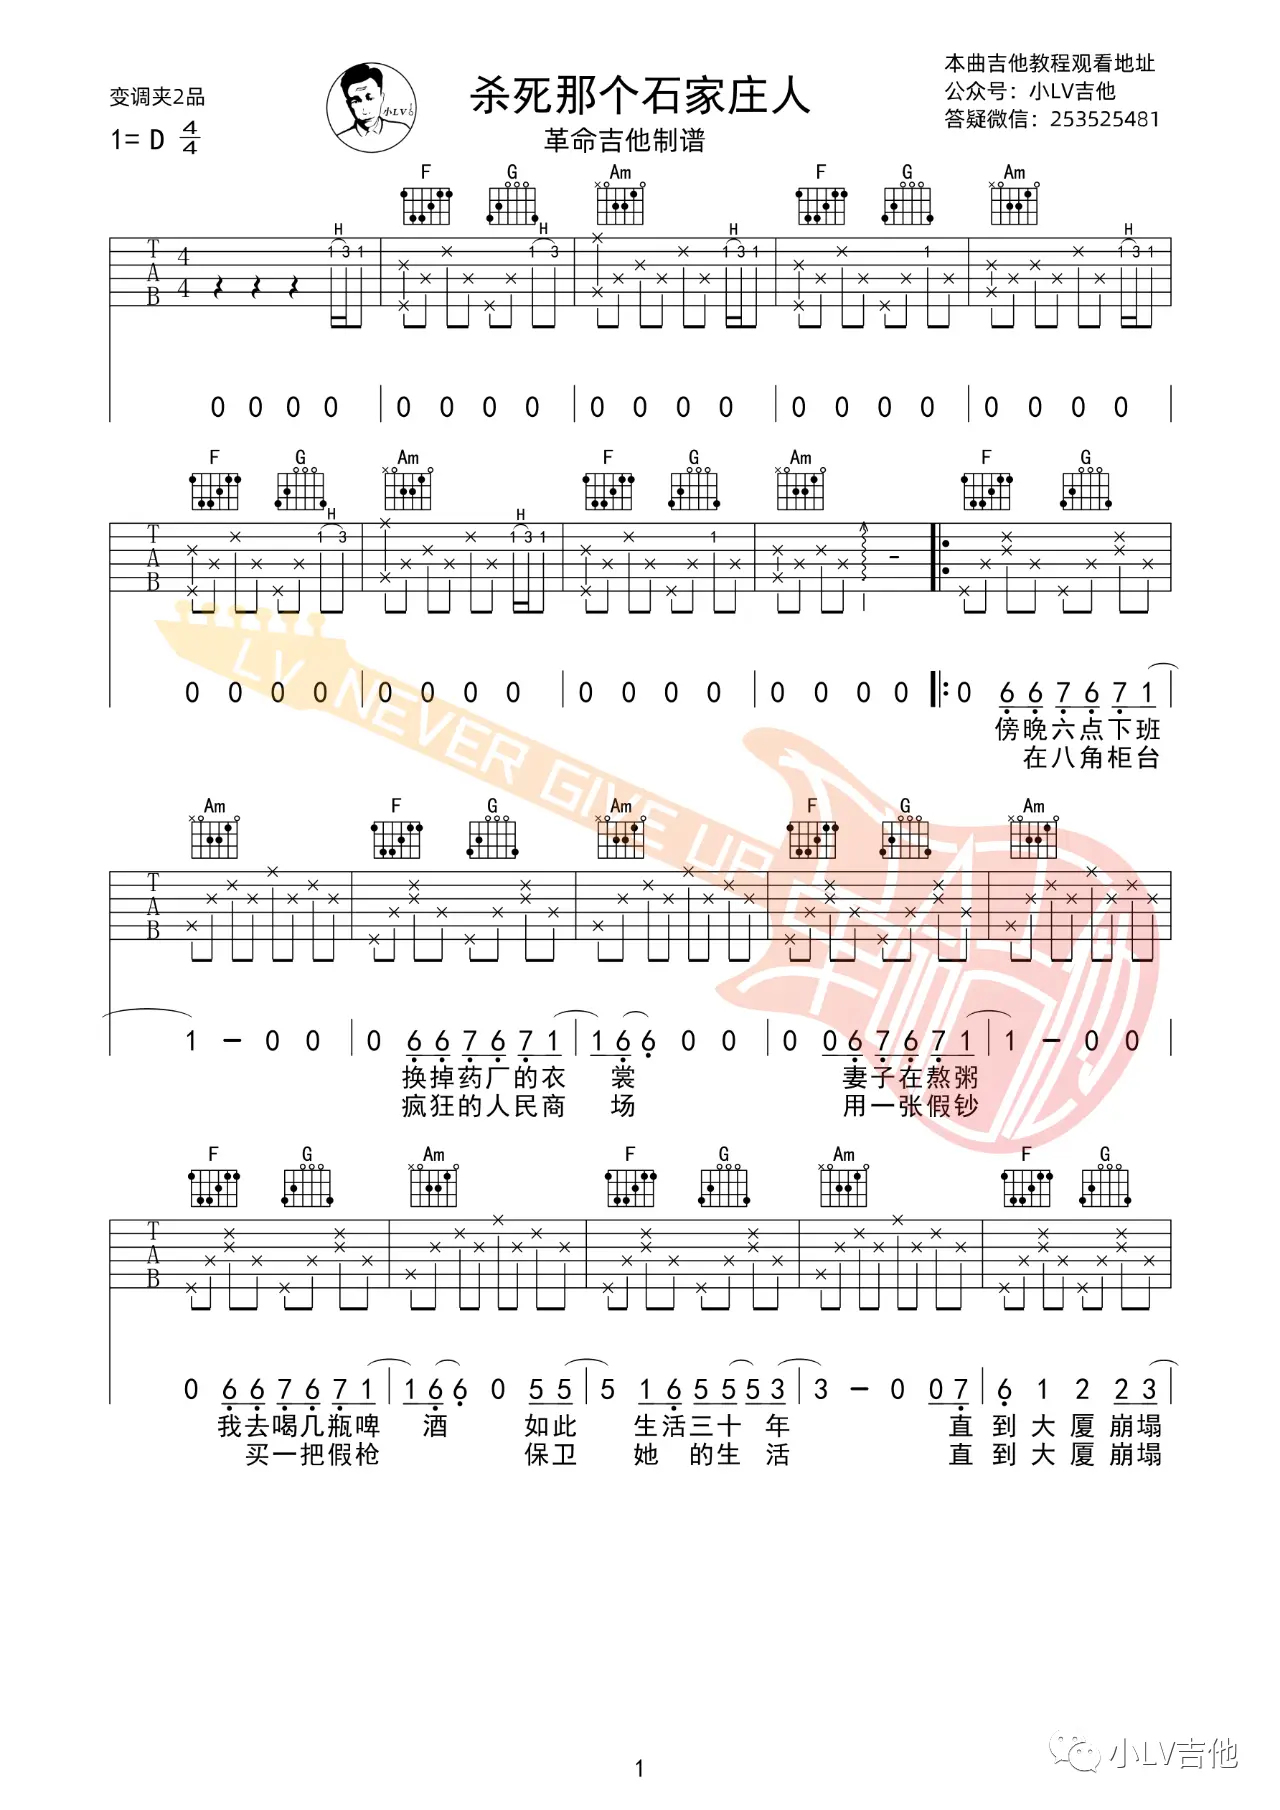 变调夹2品
1= D 4/4
小LV
杀死那个石家庄人
革命吉他制谱
本曲吉他教程观看地址
公众号：小LV吉他
答疑微信：253525481
F G Am F G Am
H H H H
T A B 4/4 1 3 1 1 3 1 3 1 1 1 3 1
0 0 0 0 | 0 0 0 0 | 0 0 0 0 | 0 0 0 0 | 0 0 0 0
F G Am F G Am F G
H H
T A B 1 3 1 3 1 1
0 0 0 0 | 0 0 0 0 | 0 0 0 0 | 0 0 0 0 |: 0 6 6 7 6 7 1
傍晚六点下班
在八角柜台
LV NEVER GIVE UP
Am F G Am F G Am
T A B
1 - 0 0 | 0 6 6 7 6 7 1 | 1 6 6 0 0 | 0 0 6 7 6 7 1 | 1 - 0 0
换掉药厂的衣 裳 妻子在熬粥
疯狂的人民商 场 用一张假钞
F G Am F G Am F G
T A B
0 6 6 7 6 7 1 | 1 6 6 0 5 5 | 5 1 6 5 5 5 3 | 3 - 0 0 7 | 6 1 2 2 3
我去喝几瓶啤 酒 如此 生活三十 年 直 到 大 厦 崩塌
买一把假枪 保卫 她 的生 活 直 到 大 厦 崩塌
1
小LV吉他